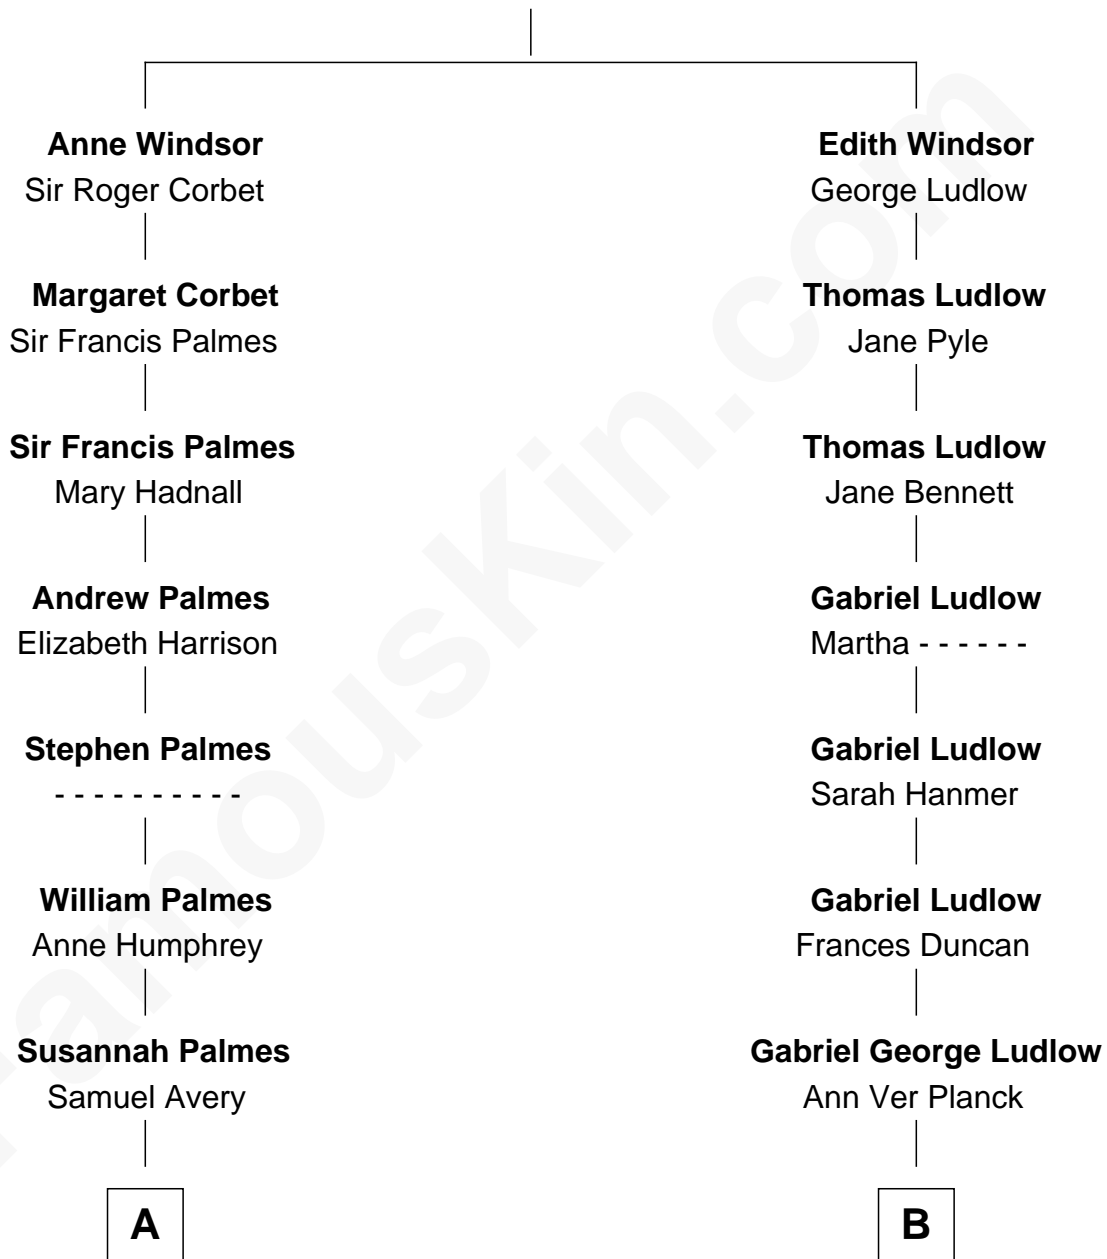 Anne Windsor
Sir Roger Corbet
Margaret Corbet
Sir Francis Palmes
Sir Francis Palmes
Mary Hadnall
Andrew Palmes
Elizabeth Harrison
Stephen Palmes
- - - - - - - - - -
William Palmes
Anne Humphrey
Susannah Palmes
Samuel Avery
A
Edith Windsor
George Ludlow
Thomas Ludlow
Jane Pyle
Thomas Ludlow
Jane Bennett
Gabriel Ludlow
Martha - - - - - -
Gabriel Ludlow
Sarah Hanmer
Gabriel Ludlow
Frances Duncan
Gabriel George Ludlow
Ann Ver Planck
B
FamousKin.com